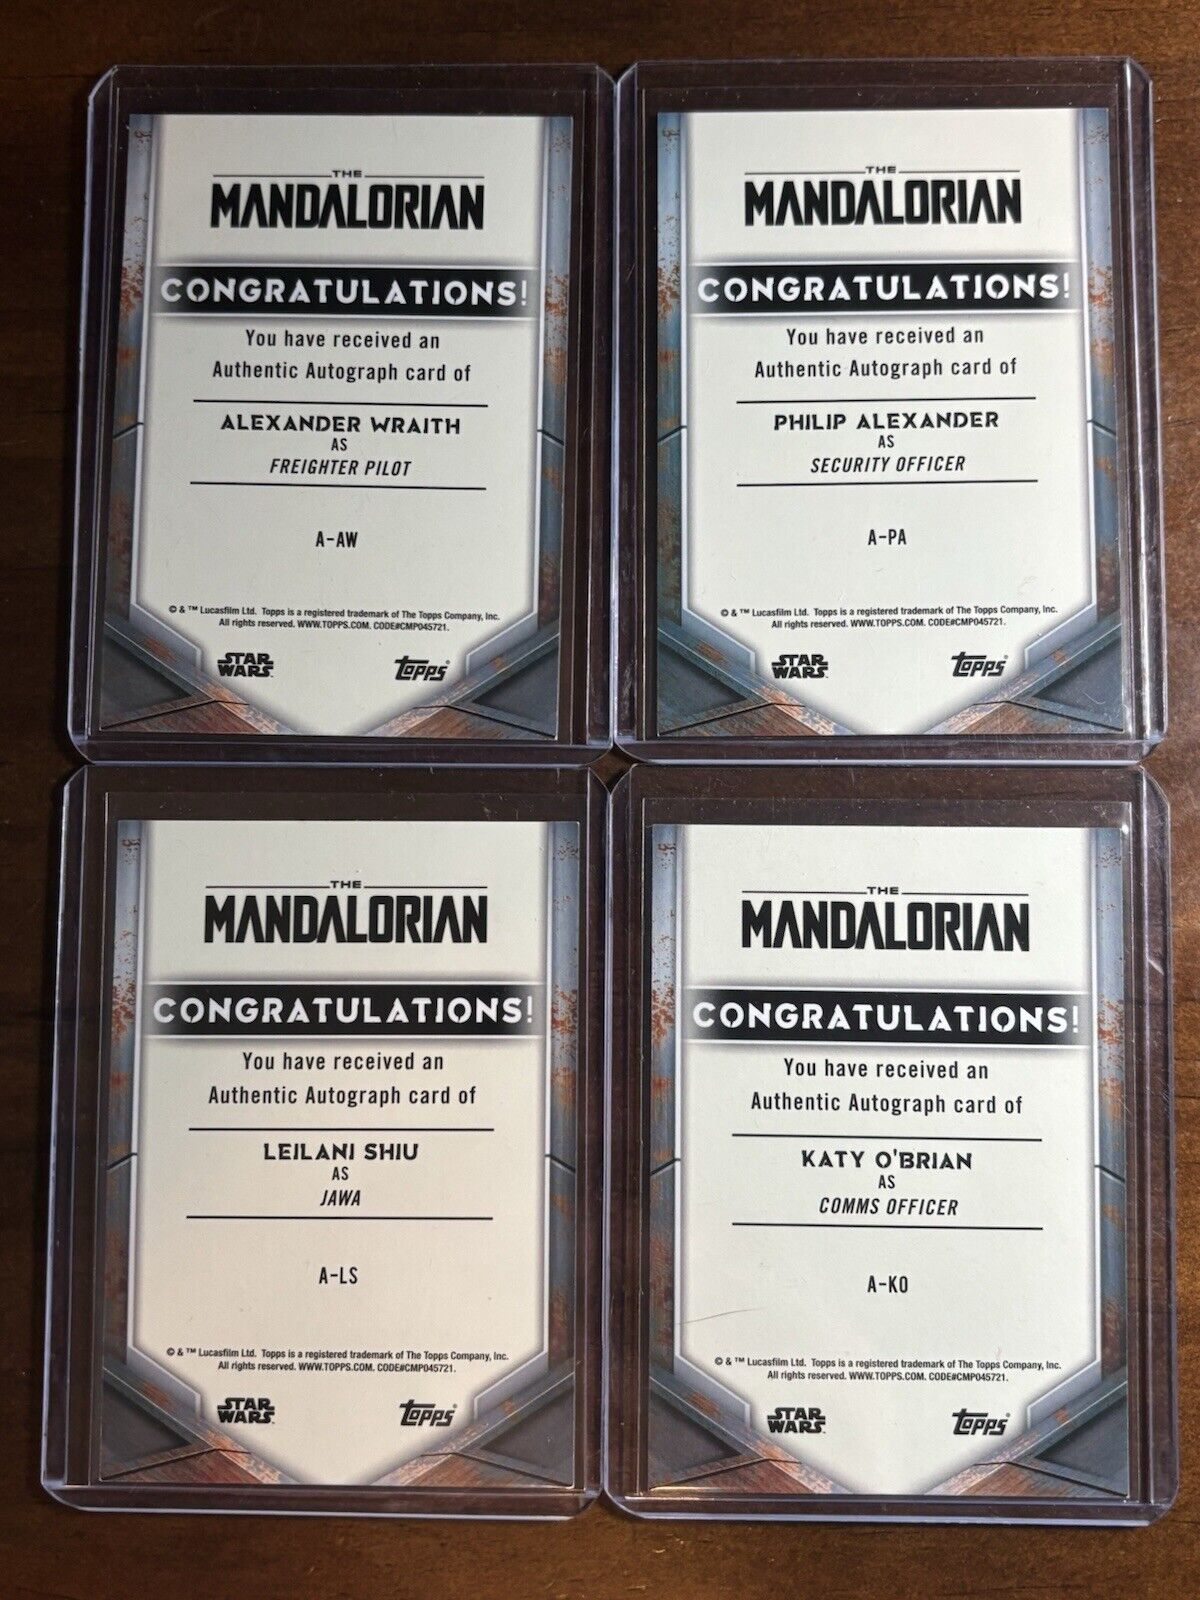 THE
MANDALORIAN
CONGRATULATIONS!
You have received an
Authentic Autograph card of
ALEXANDER WRAITH
AS
FREIGHTER PILOT
A-AW
© & ™ Lucasfilm Ltd. Topps is a registered trademark of The Topps Company, Inc.
All rights reserved. WWW.TOPPS.COM. CODE#CMP045721.
STAR
WARS
topps
THE
MANDALORIAN
CONGRATULATIONS!
You have received an
Authentic Autograph card of
PHILIP ALEXANDER
AS
SECURITY OFFICER
A-PA
© & ™ Lucasfilm Ltd. Topps is a registered trademark of The Topps Company, Inc.
All rights reserved. WWW.TOPPS.COM. CODE#CMP045721.
STAR
WARS
topps
THE
MANDALORIAN
CONGRATULATIONS!
You have received an
Authentic Autograph card of
LEILANI SHIU
AS
JAWA
A-LS
© & ™ Lucasfilm Ltd. Topps is a registered trademark of The Topps Company, Inc.
All rights reserved. WWW.TOPPS.COM. CODE#CMP045721.
STAR
WARS
topps
THE
MANDALORIAN
CONGRATULATIONS!
You have received an
Authentic Autograph card of
KATY O'BRIAN
AS
COMMS OFFICER
A-KO
© & ™ Lucasfilm Ltd. Topps is a registered trademark of The Topps Company, Inc.
All rights reserved. WWW.TOPPS.COM. CODE#CMP045721.
STAR
WARS
topps